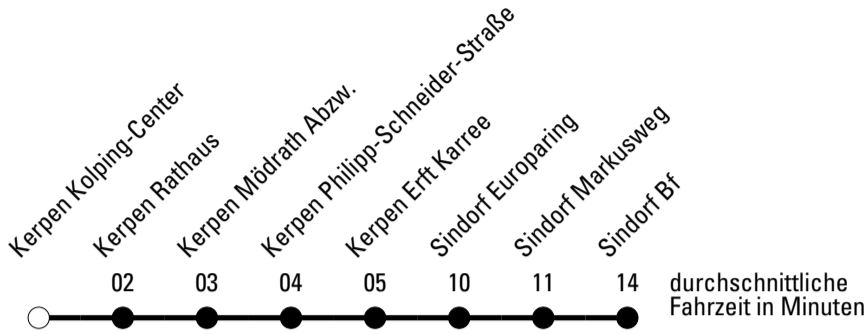 Kerpen Kolping-Center
Kerpen Rathaus
Kerpen Mödrath Abzw.
Kerpen Philipp-Schneider-Straße
Kerpen Erft Karree
Sindorf Europaring
Sindorf Markusweg
Sindorf Bf
02 03 04 05 10 11 14 durchschnittliche
Fahrzeit in Minuten